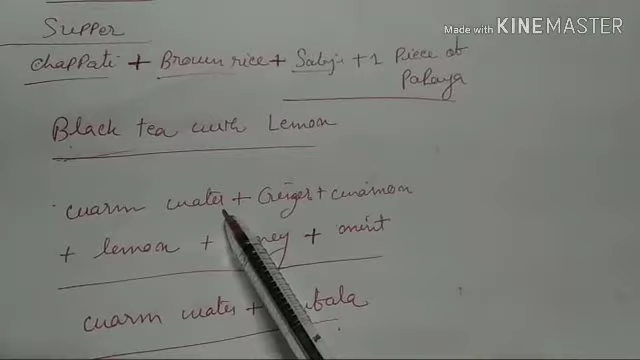 Made with KINEMASTER
Supper
chappati + Brown rice + Sabji + 1 Piece of
Papaya
Black tea with Lemon
warm water + Ginger + cinamon
+ lemon + + mint
warm water +